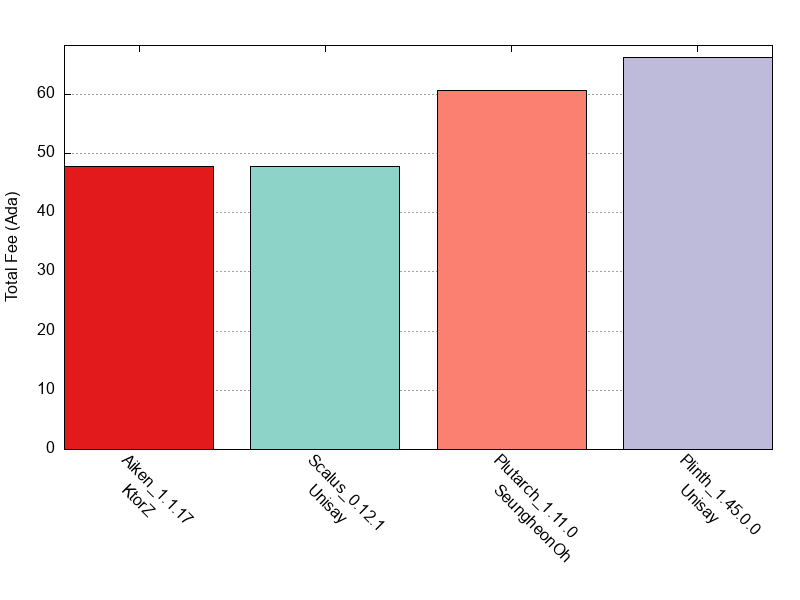 Total Fee (Ada)
60
50
40
30
20
10
0
Aiken_1.1.17
KtorZ
Scalus_0.12.1
Unisay
Plutarch_1.11.0
SeungheonOh
Plinth_1.45.0.0
Unisay